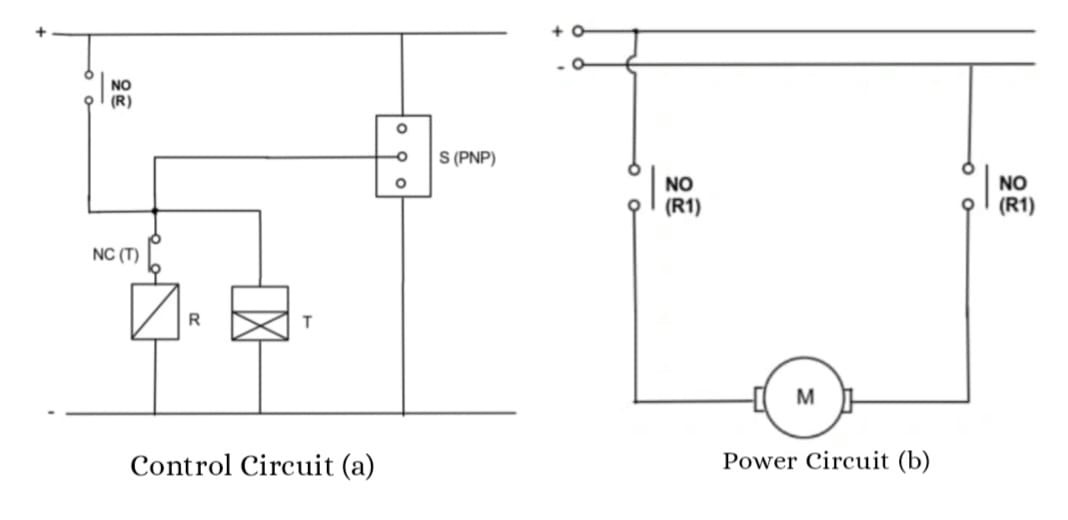 +
NO
(R)
S (PNP)
NC (T)
R
T
-
Control Circuit (a)
+
-
NO
(R1)
NO
(R1)
M
Power Circuit (b)